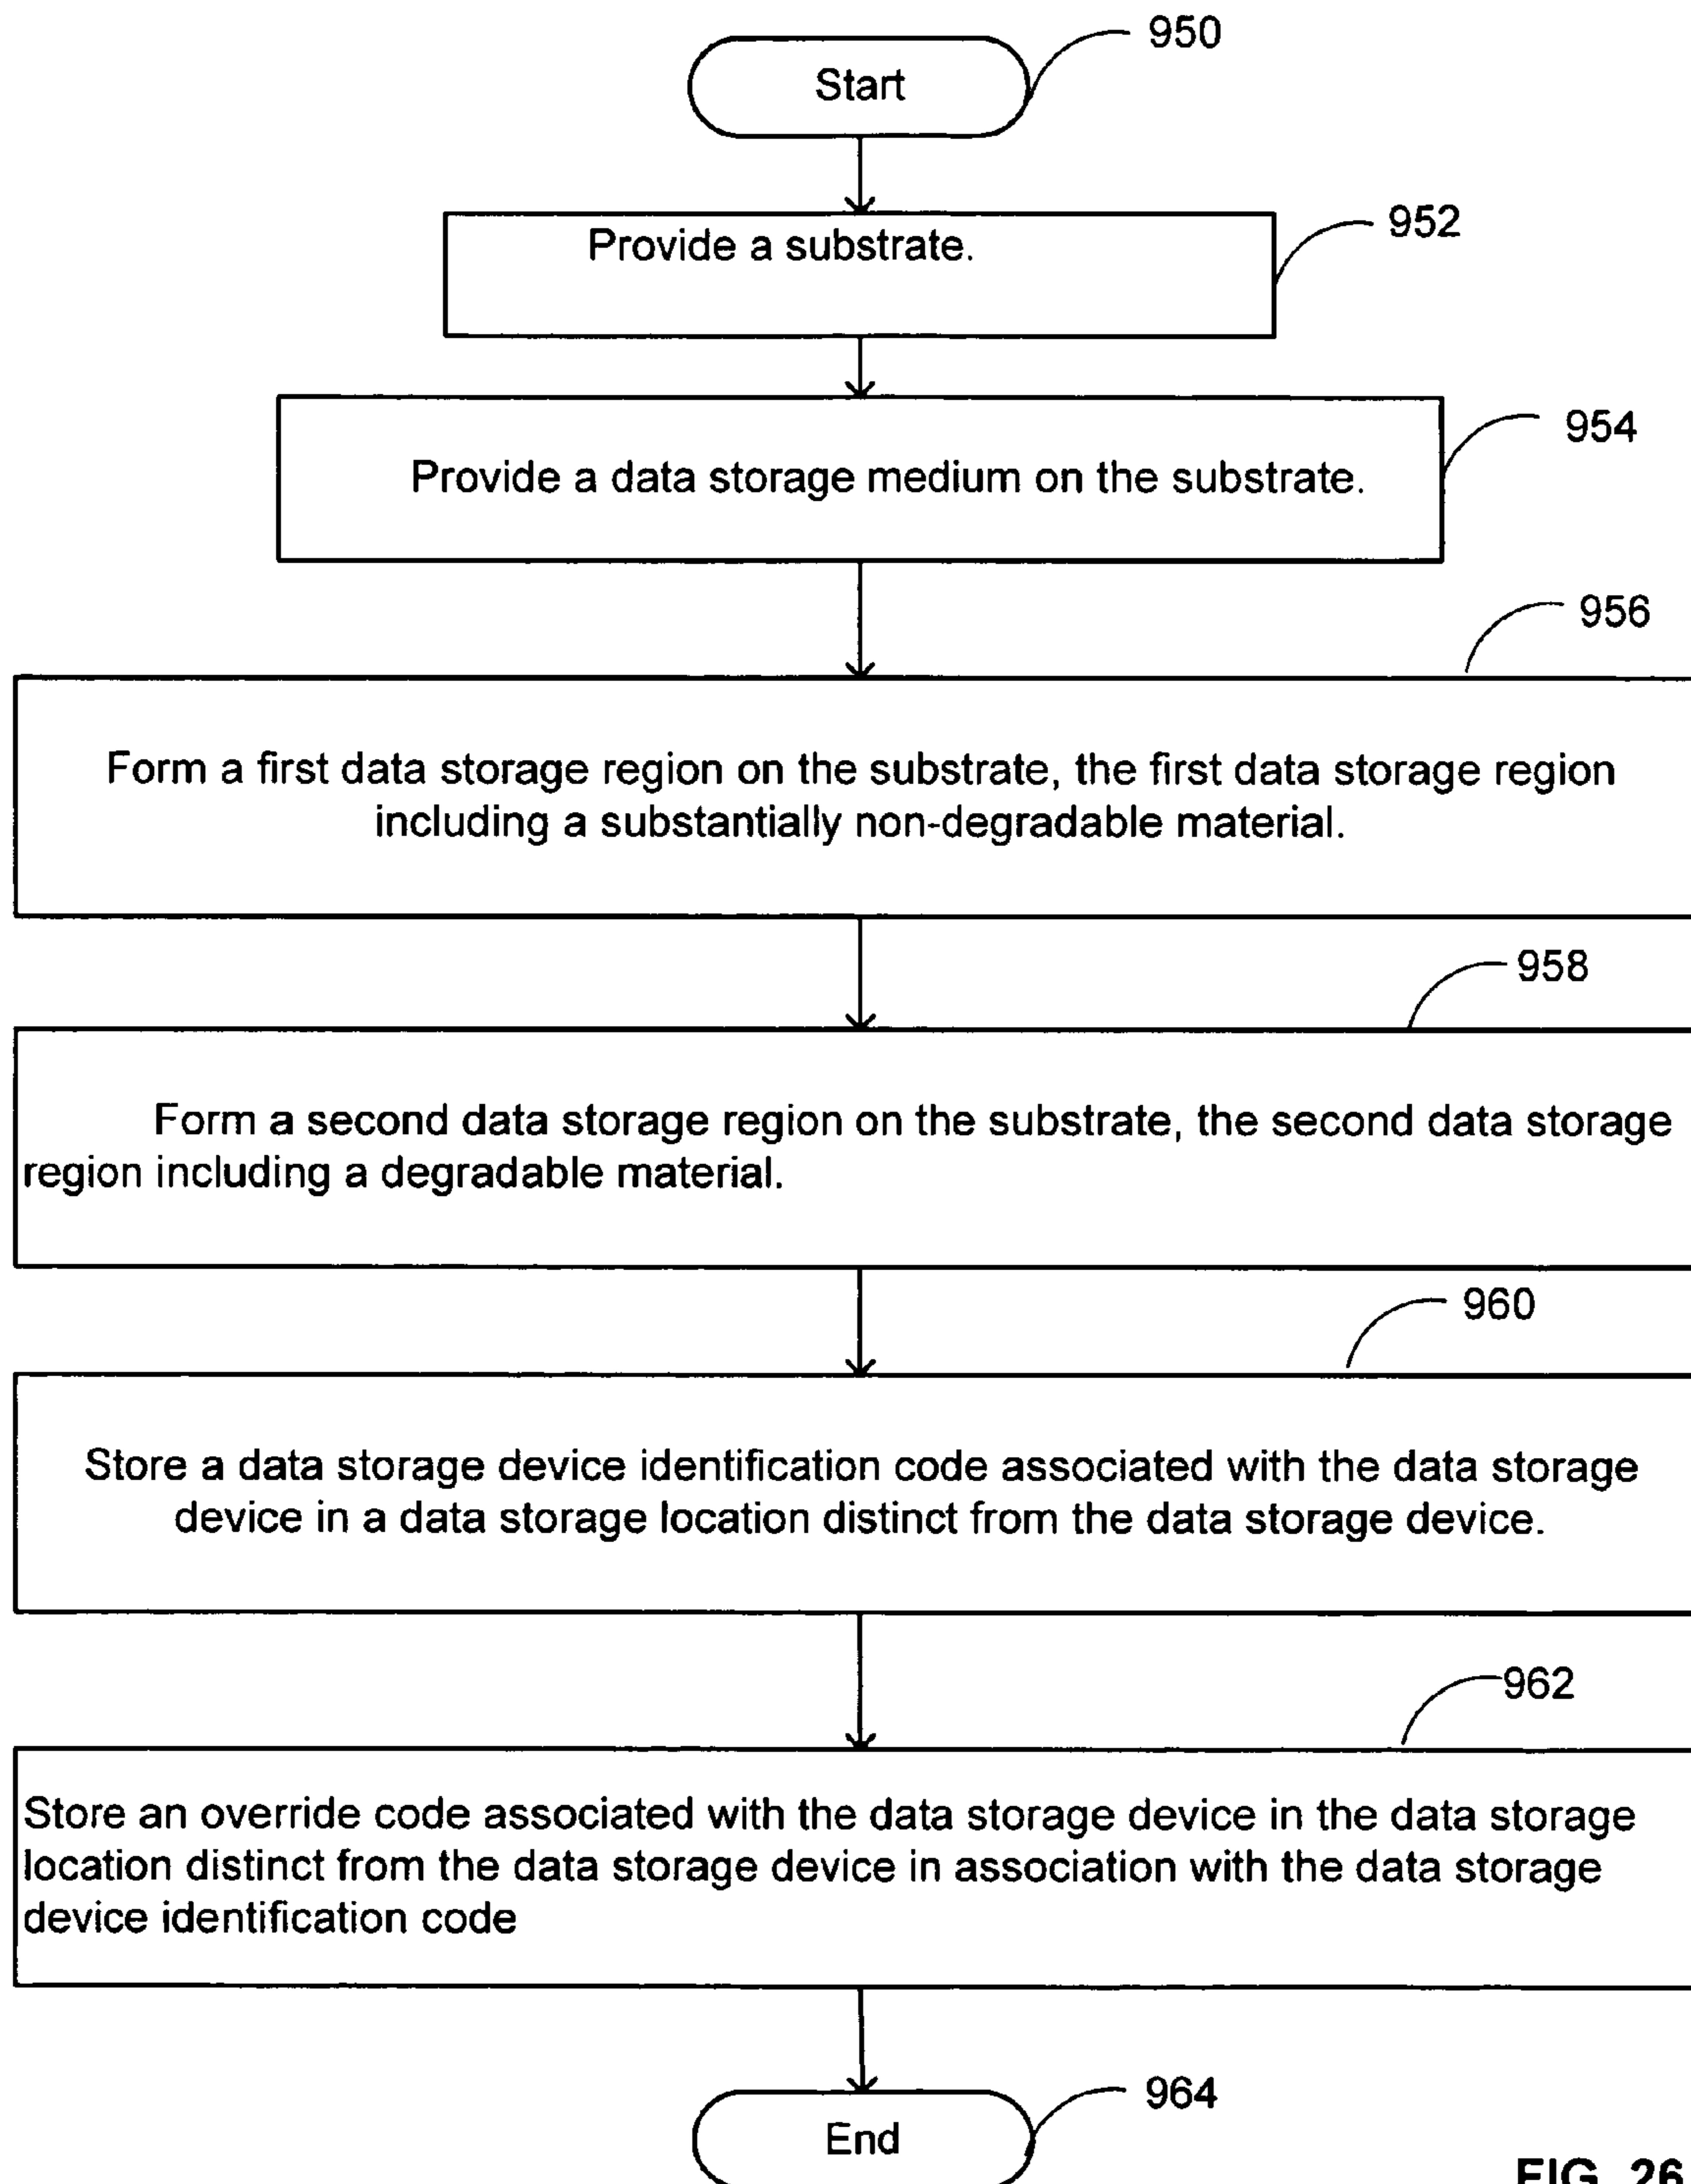 950
Start
952
Provide a substrate.
954
Provide a data storage medium on the substrate.
956
Form a first data storage region on the substrate, the first data storage region
including a substantially non-degradable material.
958
Form a second data storage region on the substrate, the second data storage
region including a degradable material.
960
Store a data storage device identification code associated with the data storage
device in a data storage location distinct from the data storage device.
962
Store an override code associated with the data storage device in the data storage
location distinct from the data storage device in association with the data storage
device identification code
964
End
FIG. 26